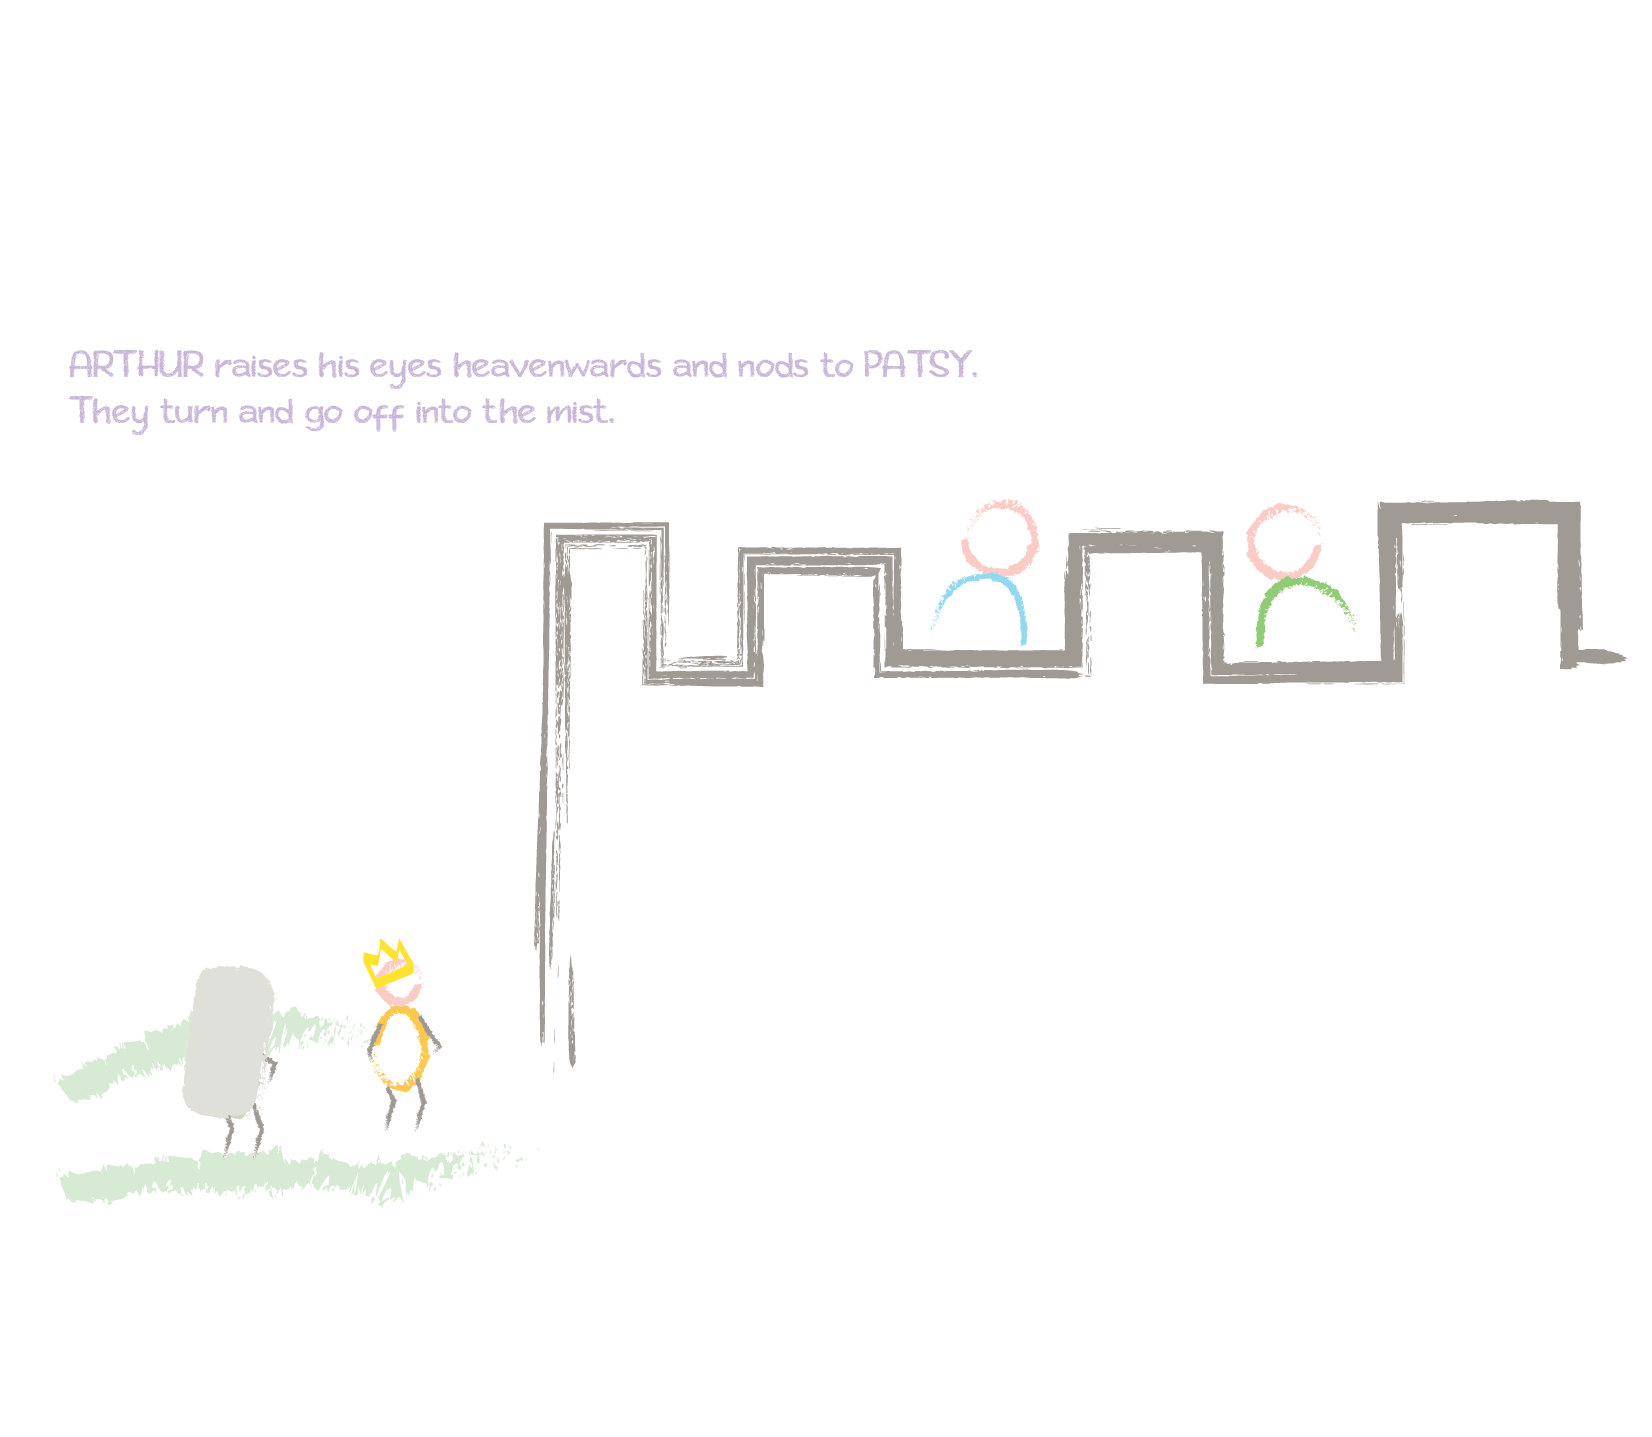 ARTHUR raises his eyes heavenwards and nods to PATSY.
They turn and go off into the mist.